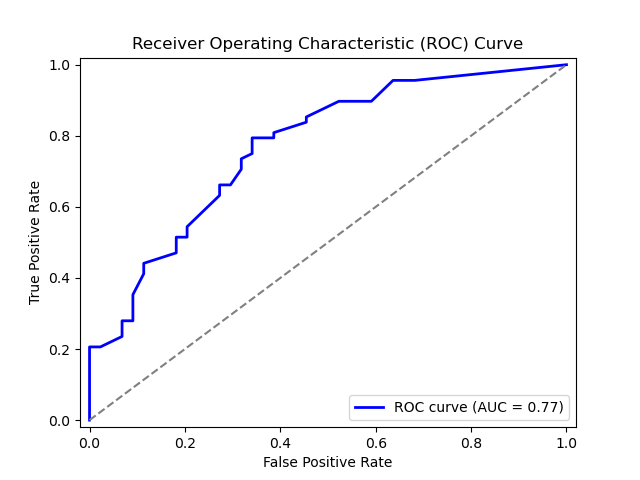 Receiver Operating Characteristic (ROC) Curve
True Positive Rate
1.0
0.8
0.6
0.4
0.2
0.0
ROC curve (AUC = 0.77)
0.0 0.2 0.4 0.6 0.8 1.0
False Positive Rate